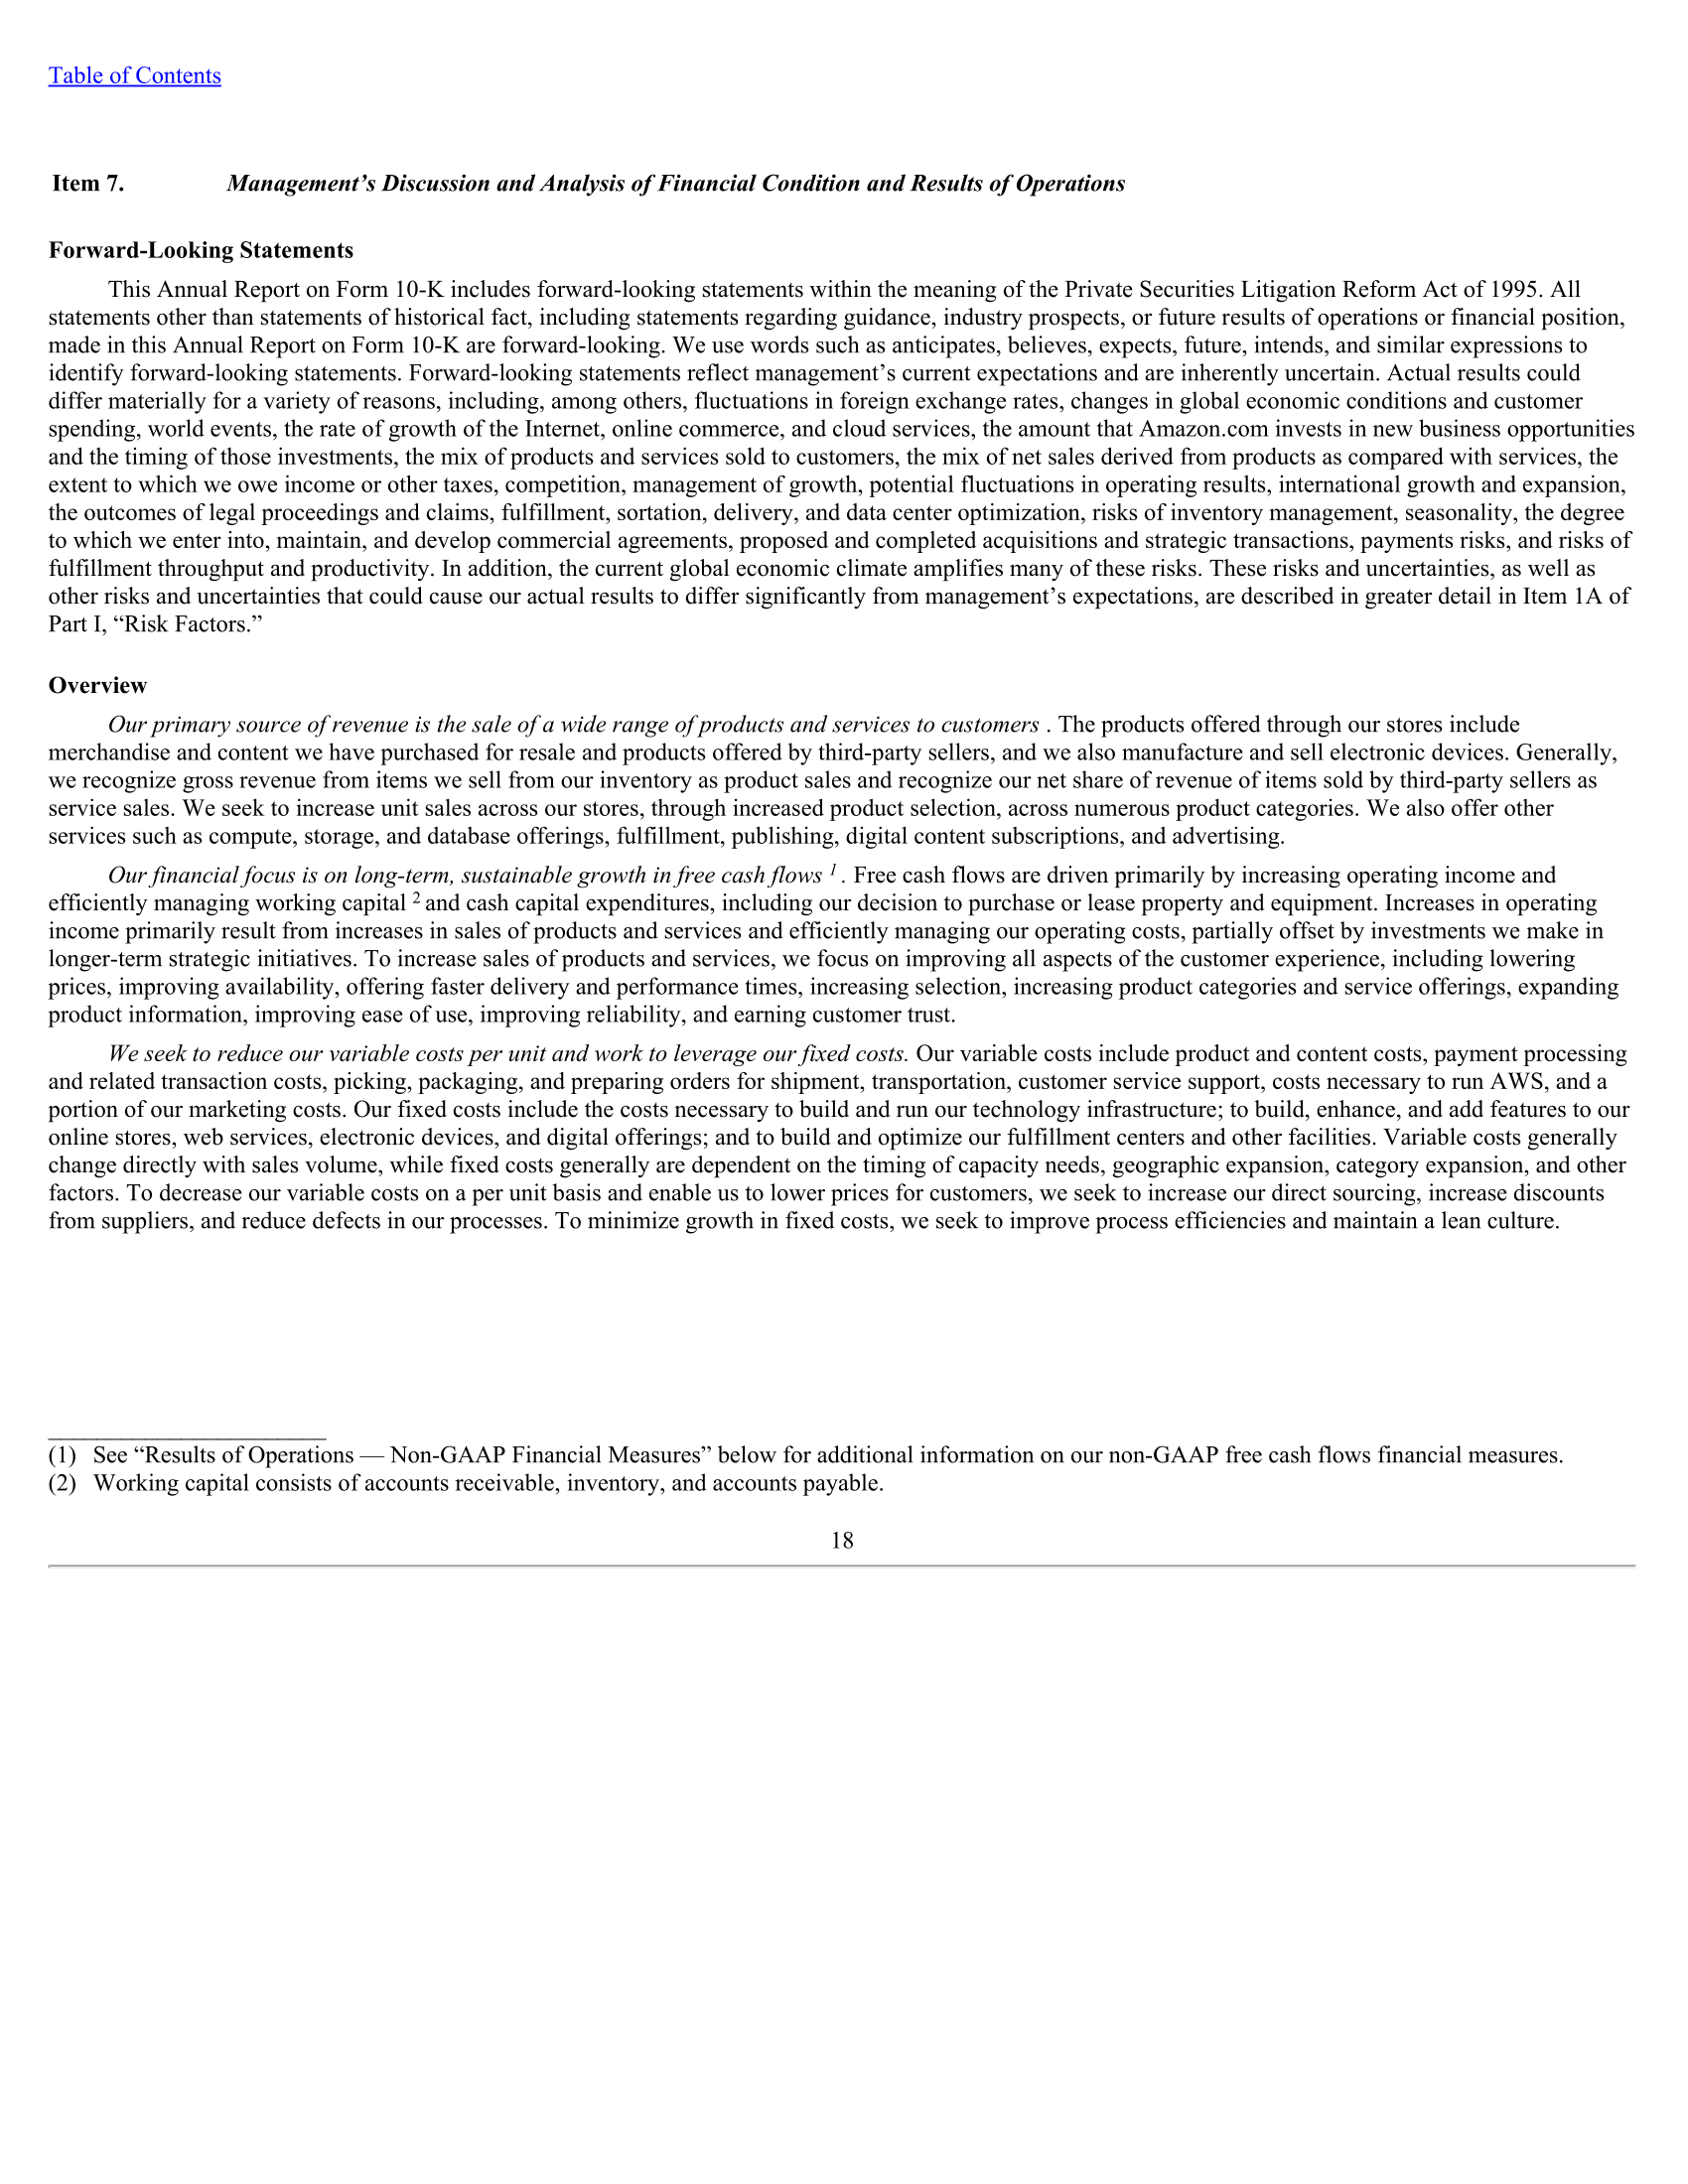 Table of Contents
Item 7. Management’s Discussion and Analysis of Financial Condition and Results of Operations
Forward-Looking Statements
This Annual Report on Form 10-K includes forward-looking statements within the meaning of the Private Securities Litigation Reform Act of 1995. All
statements other than statements of historical fact, including statements regarding guidance, industry prospects, or future results of operations or financial position,
made in this Annual Report on Form 10-K are forward-looking. We use words such as anticipates, believes, expects, future, intends, and similar expressions to
identify forward-looking statements. Forward-looking statements reflect management’s current expectations and are inherently uncertain. Actual results could
differ materially for a variety of reasons, including, among others, fluctuations in foreign exchange rates, changes in global economic conditions and customer
spending, world events, the rate of growth of the Internet, online commerce, and cloud services, the amount that Amazon.com invests in new business opportunities
and the timing of those investments, the mix of products and services sold to customers, the mix of net sales derived from products as compared with services, the
extent to which we owe income or other taxes, competition, management of growth, potential fluctuations in operating results, international growth and expansion,
the outcomes of legal proceedings and claims, fulfillment, sortation, delivery, and data center optimization, risks of inventory management, seasonality, the degree
to which we enter into, maintain, and develop commercial agreements, proposed and completed acquisitions and strategic transactions, payments risks, and risks of
fulfillment throughput and productivity. In addition, the current global economic climate amplifies many of these risks. These risks and uncertainties, as well as
other risks and uncertainties that could cause our actual results to differ significantly from management’s expectations, are described in greater detail in Item 1A of
Part I, “Risk Factors.”
Overview
Our primary source of revenue is the sale of a wide range of products and services to customers . The products offered through our stores include
merchandise and content we have purchased for resale and products offered by third-party sellers, and we also manufacture and sell electronic devices. Generally,
we recognize gross revenue from items we sell from our inventory as product sales and recognize our net share of revenue of items sold by third-party sellers as
service sales. We seek to increase unit sales across our stores, through increased product selection, across numerous product categories. We also offer other
services such as compute, storage, and database offerings, fulfillment, publishing, digital content subscriptions, and advertising.
Our financial focus is on long-term, sustainable growth in free cash flows 1 . Free cash flows are driven primarily by increasing operating income and
efficiently managing working capital 2 and cash capital expenditures, including our decision to purchase or lease property and equipment. Increases in operating
income primarily result from increases in sales of products and services and efficiently managing our operating costs, partially offset by investments we make in
longer-term strategic initiatives. To increase sales of products and services, we focus on improving all aspects of the customer experience, including lowering
prices, improving availability, offering faster delivery and performance times, increasing selection, increasing product categories and service offerings, expanding
product information, improving ease of use, improving reliability, and earning customer trust.
We seek to reduce our variable costs per unit and work to leverage our fixed costs. Our variable costs include product and content costs, payment processing
and related transaction costs, picking, packaging, and preparing orders for shipment, transportation, customer service support, costs necessary to run AWS, and a
portion of our marketing costs. Our fixed costs include the costs necessary to build and run our technology infrastructure; to build, enhance, and add features to our
online stores, web services, electronic devices, and digital offerings; and to build and optimize our fulfillment centers and other facilities. Variable costs generally
change directly with sales volume, while fixed costs generally are dependent on the timing of capacity needs, geographic expansion, category expansion, and other
factors. To decrease our variable costs on a per unit basis and enable us to lower prices for customers, we seek to increase our direct sourcing, increase discounts
from suppliers, and reduce defects in our processes. To minimize growth in fixed costs, we seek to improve process efficiencies and maintain a lean culture.
(1) See “Results of Operations — Non-GAAP Financial Measures” below for additional information on our non-GAAP free cash flows financial measures.
(2) Working capital consists of accounts receivable, inventory, and accounts payable.
18